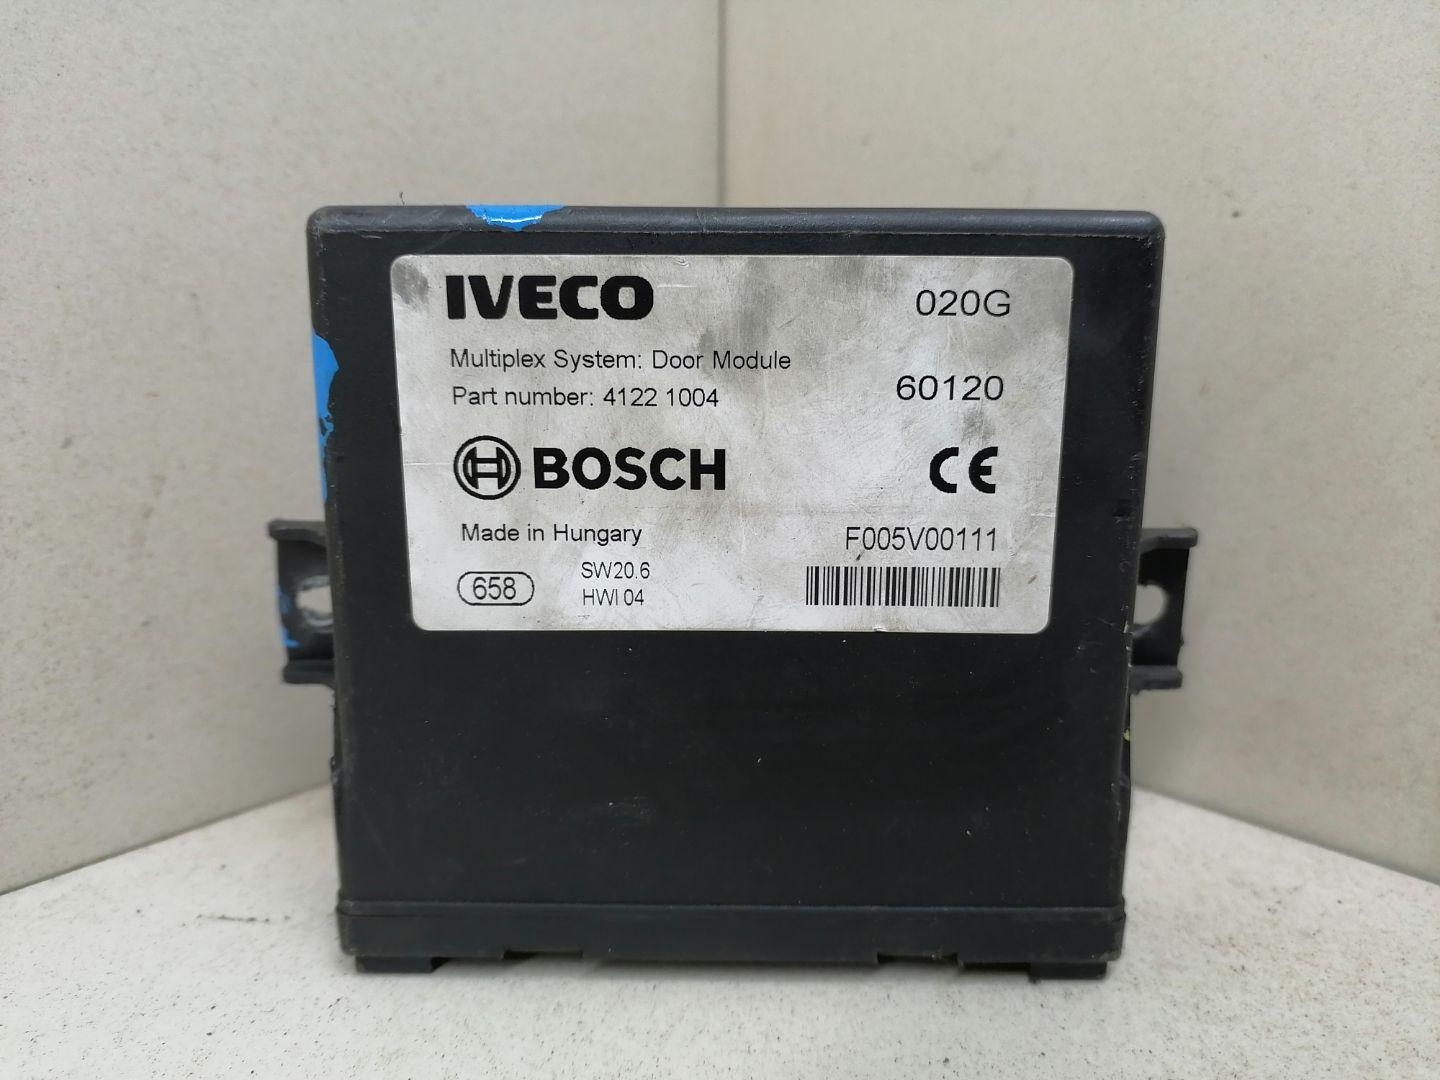 IVECO
020G
Multiplex System: Door Module
Part number: 4122 1004
60120
BOSCH
CE
Made in Hungary
F005V00111
658
SW20.6
HWI 04